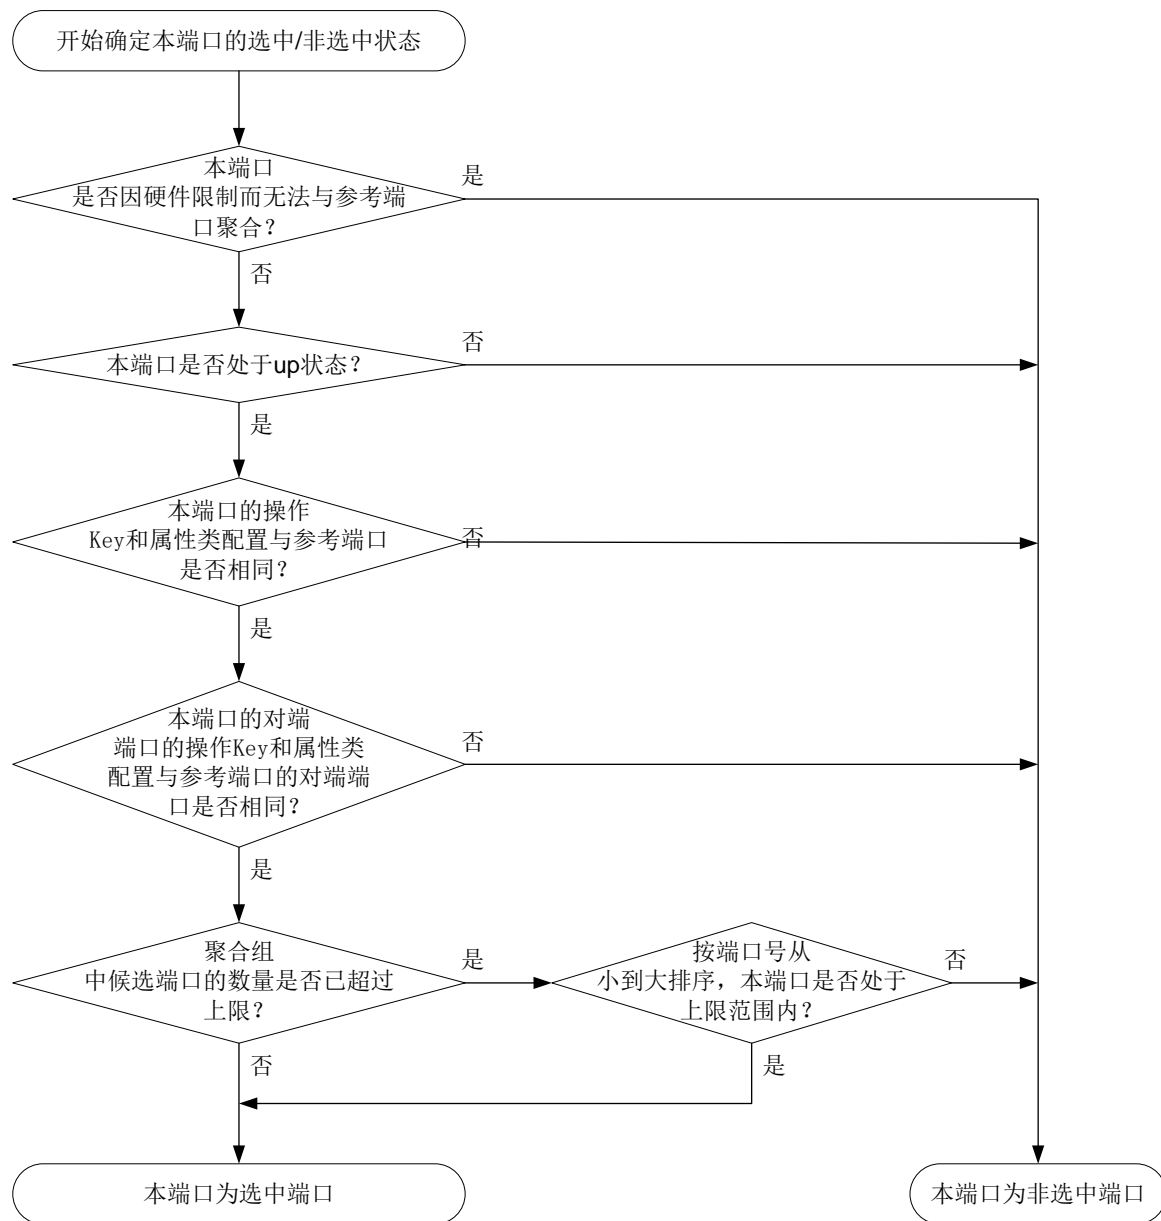 开始确定本端口的选中/非选中状态
本端口
是否因硬件限制而无法与参考端
口聚合？
是
否
本端口是否处于up状态？
否
是
本端口的操作
Key和属性类配置与参考端口
是否相同？
否
是
本端口的对端
端口的操作Key和属性类
配置与参考端口的对端端
口是否相同？
否
是
聚合组
中候选端口的数量是否已超过
上限？
是
按端口号从
小到大排序，本端口是否处于
上限范围内？
否
否
是
本端口为选中端口
本端口为非选中端口